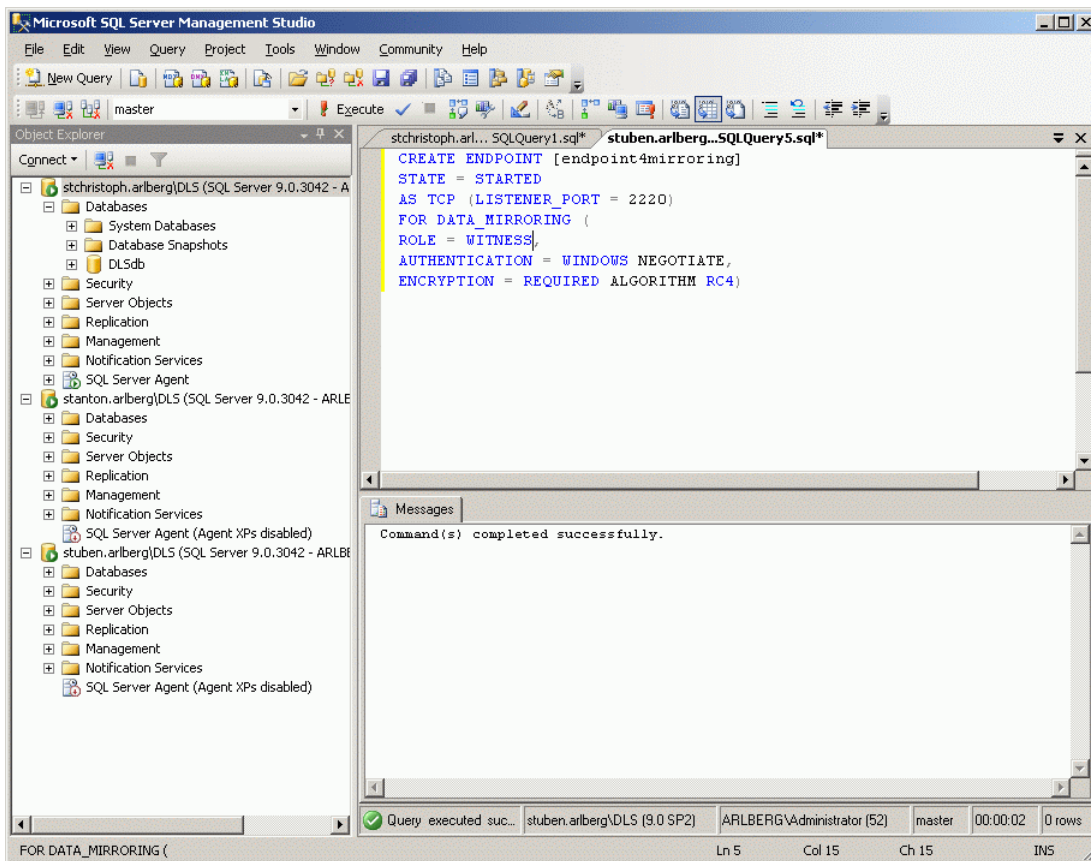 Microsoft SQL Server Management Studio
File Edit View Query Project Tools Window Community Help
New Query
master Execute
Object Explorer
Connect
stchristoph.arlberg\DLS (SQL Server 9.0.3042 - A
Databases
System Databases
Database Snapshots
DLSdb
Security
Server Objects
Replication
Management
Notification Services
SQL Server Agent
stanton.arlberg\DLS (SQL Server 9.0.3042 - ARLE
Databases
Security
Server Objects
Replication
Management
Notification Services
SQL Server Agent (Agent XPs disabled)
stuben.arlberg\DLS (SQL Server 9.0.3042 - ARLBE
Databases
Security
Server Objects
Replication
Management
Notification Services
SQL Server Agent (Agent XPs disabled)
stchristoph.arl... SQLQuery1.sql* stuben.arlberg...SQLQuery5.sql*
CREATE ENDPOINT [endpoint4mirroring]
STATE = STARTED
AS TCP (LISTENER_PORT = 2220)
FOR DATA_MIRRORING (
ROLE = WITNESS,
AUTHENTICATION = WINDOWS NEGOTIATE,
ENCRYPTION = REQUIRED ALGORITHM RC4)
Messages
Command(s) completed successfully.
Query executed suc... stuben.arlberg\DLS (9.0 SP2) ARLBERG\Administrator (52) master 00:00:02 0 rows
FOR DATA_MIRRORING ( Ln 5 Col 15 Ch 15 INS